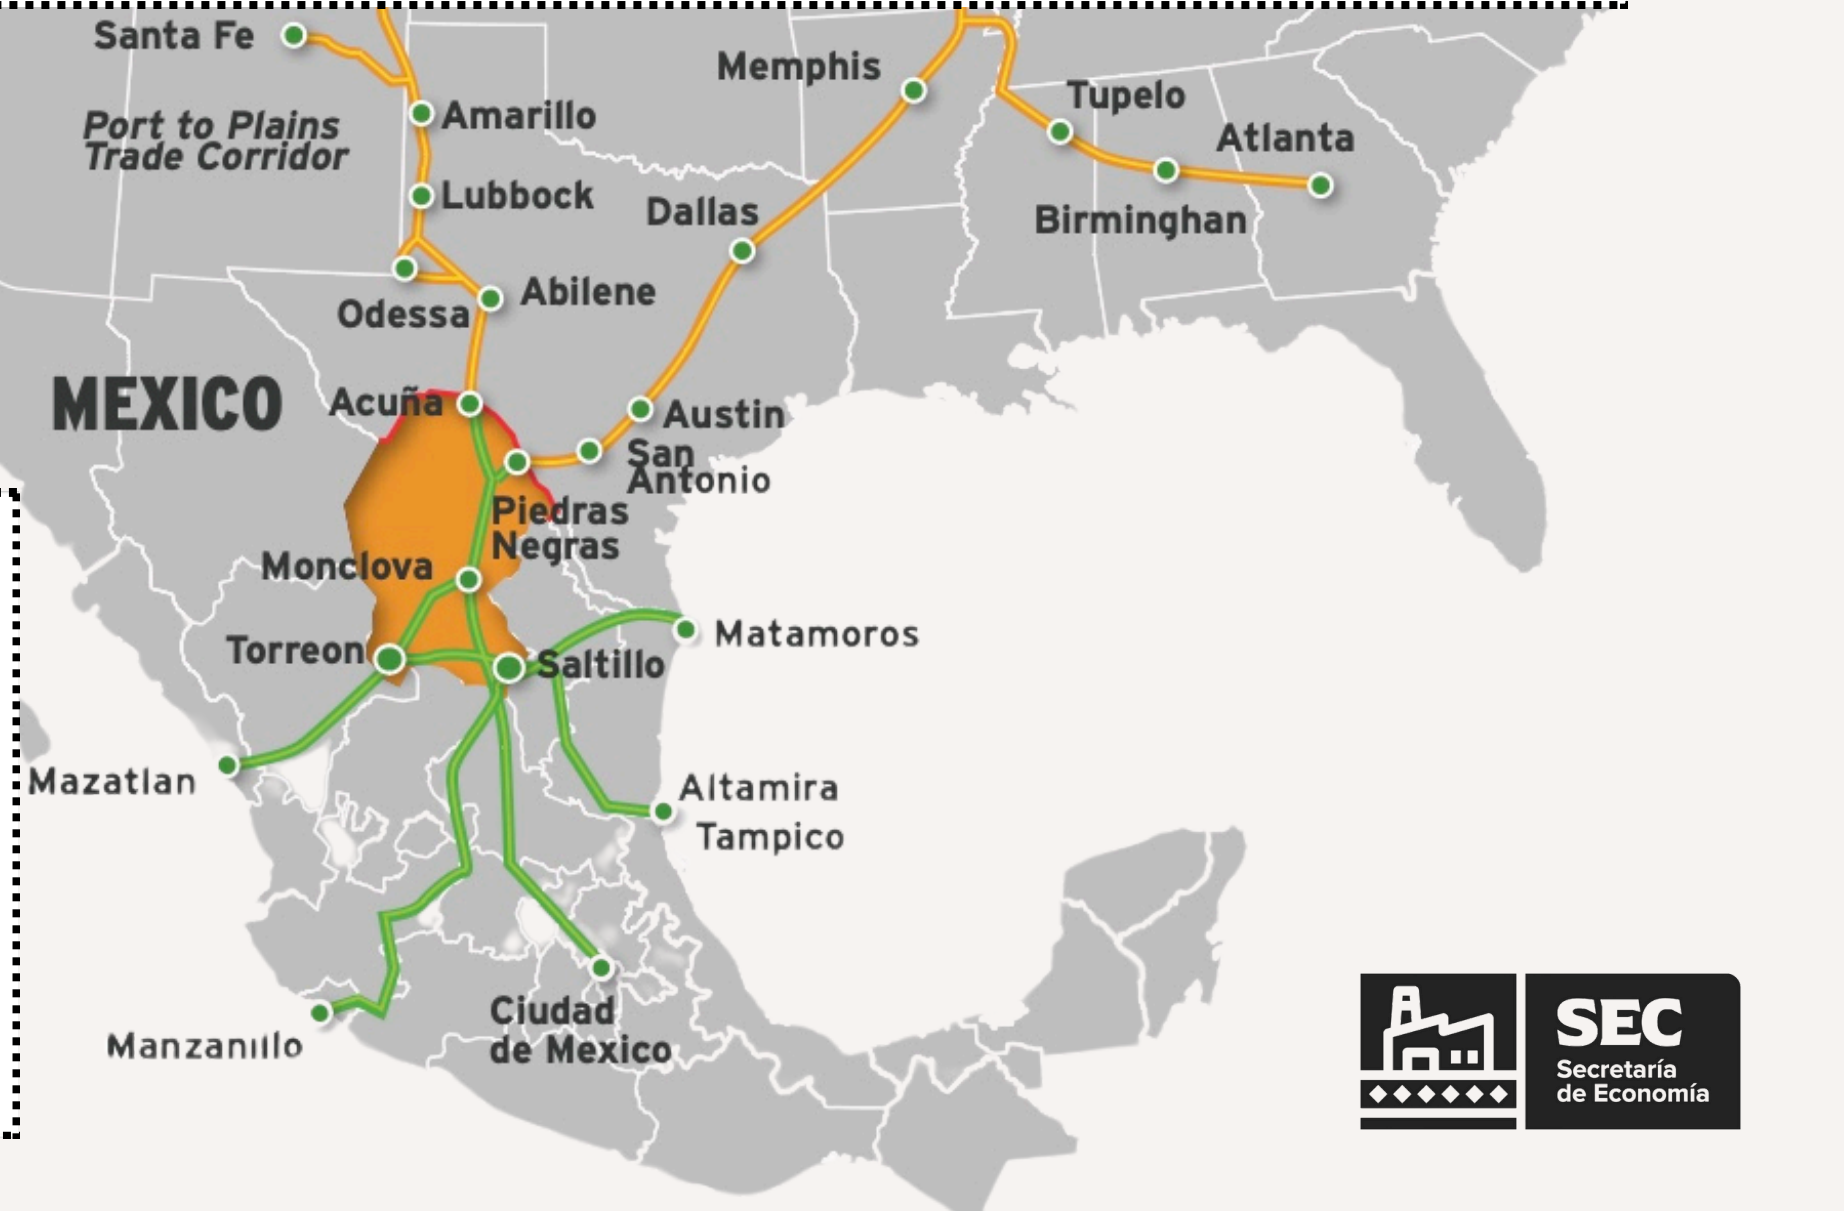 Santa Fe
Memphis
Tupelo
Amarillo
Port to Plains
Trade Corridor
Atlanta
Lubbock
Dallas
Birminghan
Abilene
Odessa
MEXICO
Acuña
Austin
San
Antonio
Piedras
Negras
Monclova
Matamoros
Torreon
Saltillo
Mazatlan
Altamira
Tampico
Ciudad
de Mexico
Manzanillo
SEC
Secretaría
de Economía